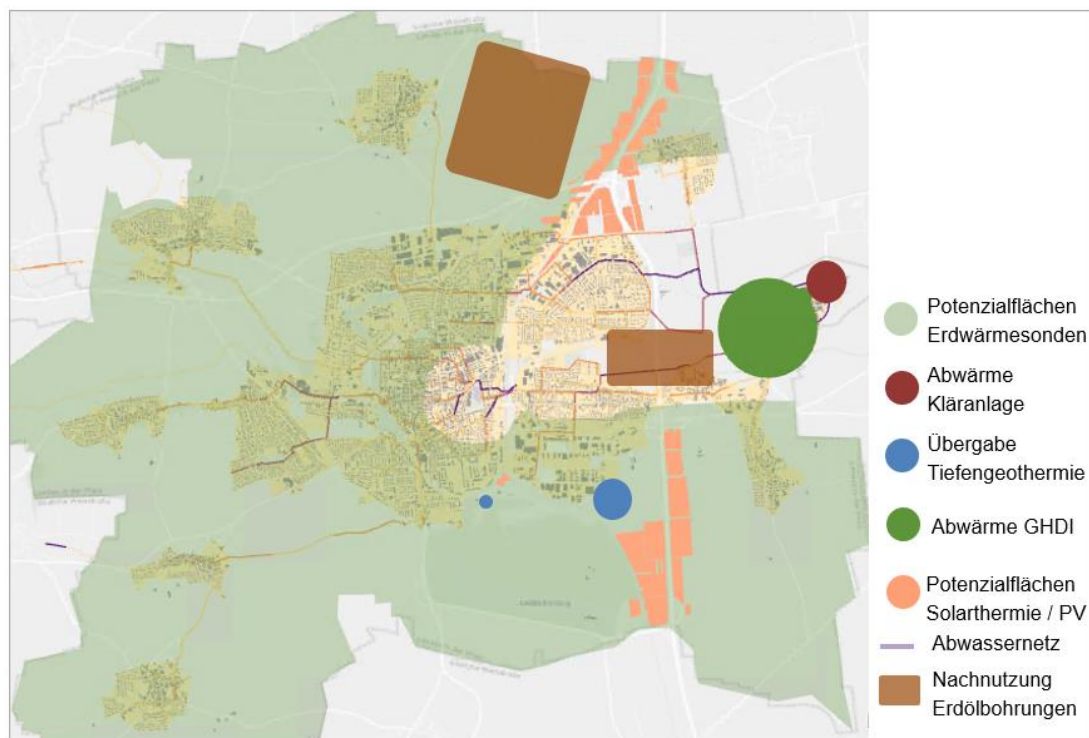 Potenzialflächen
Erdwärmesonden
Abwärme
Kläranlage
Übergabe
Tiefengeothermie
Abwärme GHDI
Potenzialflächen
Solarthermie / PV
Abwassernetz
Nachnutzung
Erdölbohrungen